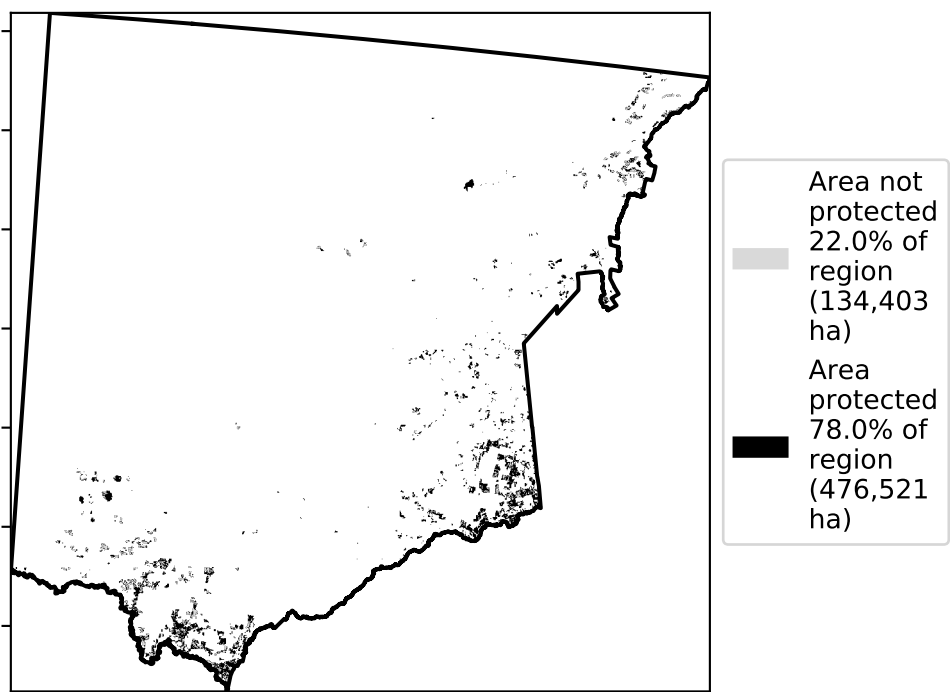 Area not
protected
22.0% of
region
(134,403
ha)
Area
protected
78.0% of
region
(476,521
ha)